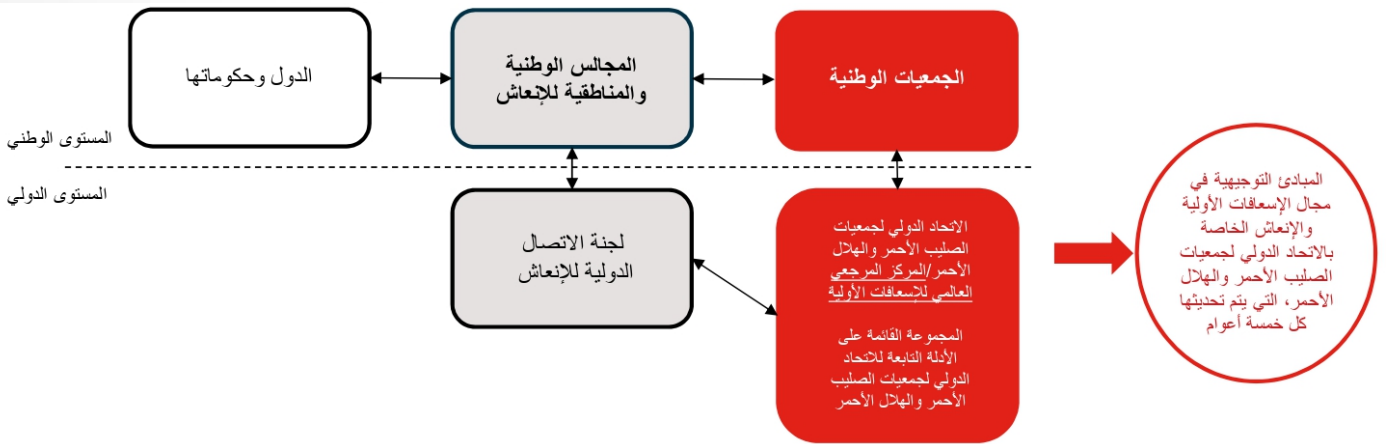 الجمعيات الوطنية
المجالس الوطنية
والمناطقية للإنعاش
الدول وحكوماتها
المستوى الوطني
المستوى الدولي
الاتحاد الدولي لجمعيات
الصليب الأحمر والهلال
الأحمر/المركز المرجعي
العالمي للإسعافات الأولية
المجموعة القائمة على
الأدلة التابعة للاتحاد
الدولي لجمعيات الصليب
الأحمر والهلال الأحمر
لجنة الاتصال
الدولية للإنعاش
المبادئ التوجيهية في
مجال الإسعافات الأولية
والإنعاش الخاصة
بالاتحاد الدولي لجمعيات
الصليب الأحمر والهلال
الأحمر، التي يتم تحديثها
كل خمسة أعوام